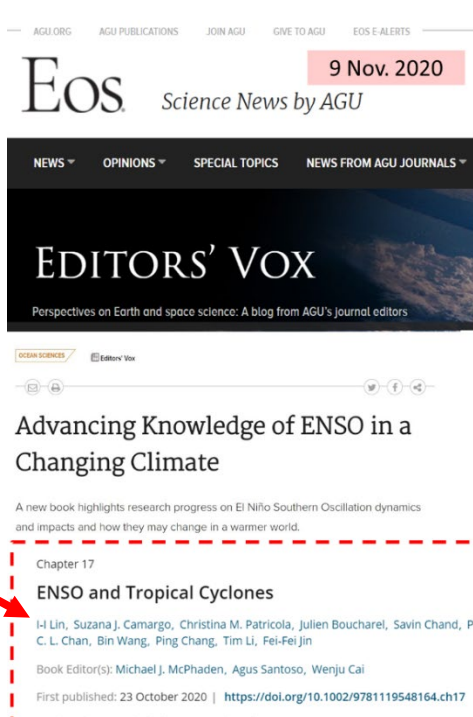 AGU.ORG AGU PUBLICATIONS JOIN AGU GIVE TO AGU EOS E-ALERTS
9 Nov. 2020
Eos Science News by AGU
NEWS OPINIONS SPECIAL TOPICS NEWS FROM AGU JOURNALS
EDITORS' VOX
Perspectives on Earth and space science: A blog from AGU's journal editors
OCEAN SCIENCES Editors' Vox
Advancing Knowledge of ENSO in a
Changing Climate
A new book highlights research progress on El Niño Southern Oscillation dynamics
and impacts and how they may change in a warmer world.
Chapter 17
ENSO and Tropical Cyclones
I-I Lin, Suzana J. Camargo, Christina M. Patricola, Julien Boucharel, Savin Chand, P
C. L. Chan, Bin Wang, Ping Chang, Tim Li, Fei-Fei Jin
Book Editor(s): Michael J. McPhaden, Agus Santoso, Wenju Cai
First published: 23 October 2020 | https://doi.org/10.1002/9781119548164.ch17